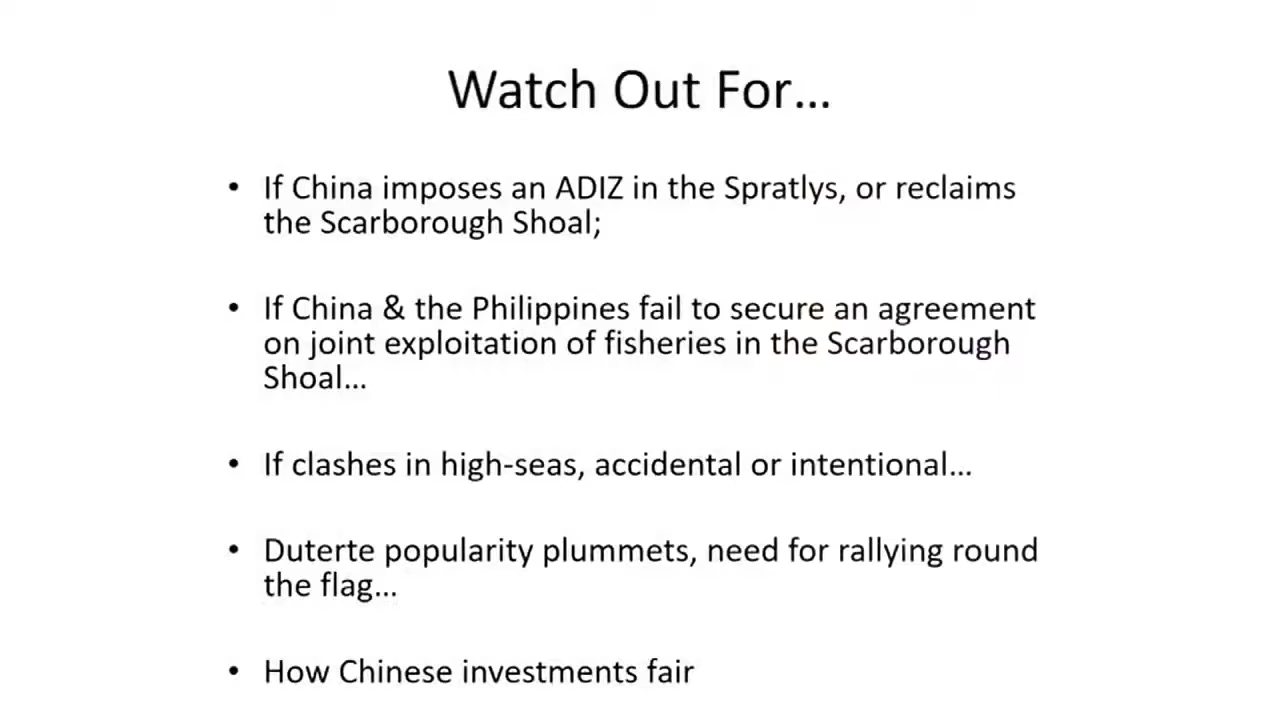 Watch Out For...
• If China imposes an ADIZ in the Spratlys, or reclaims
the Scarborough Shoal;
• If China & the Philippines fail to secure an agreement
on joint exploitation of fisheries in the Scarborough
Shoal...
• If clashes in high-seas, accidental or intentional...
• Duterte popularity plummets, need for rallying round
the flag...
• How Chinese investments fair